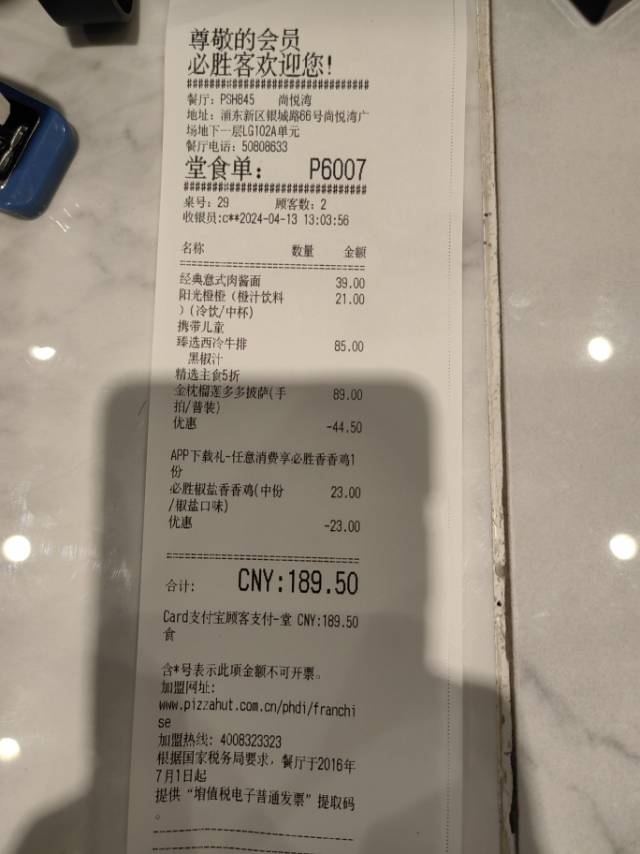 尊敬的会员
必胜客欢迎您!
################################
餐厅: PSH845 尚悦湾
地址: 浦东新区银城路66号尚悦湾广
场地下一层LG102A单元
餐厅电话: 50808633
堂食单: P6007
################################
桌号: 29 顾客数: 2
收银员:c**2024-04-13 13:03:56
名称 数量 金额
================================
经典意式肉酱面 39.00
阳光橙橙(橙汁饮料 21.00
)(冷饮/中杯)
携带儿童
臻选西冷牛排 85.00
黑椒汁
精选主食5折
金枕榴莲多多披萨(手 89.00
拍/普装)
优惠 -44.50
APP下载礼-任意消费享必胜香香鸡1
份
必胜椒盐香香鸡(中份 23.00
/椒盐口味)
优惠 -23.00
================================
合计: CNY:189.50
Card支付宝顾客支付-堂 CNY:189.50
食
含*号表示此项金额不可开票。
加盟网址:
www.pizzahut.com.cn/phdi/franchi
se
加盟热线: 4008323323
根据国家税务局要求, 餐厅于2016年
7月1日起
提供“增值税电子普通发票”提取码
。
--------------------------------
--------------------------------